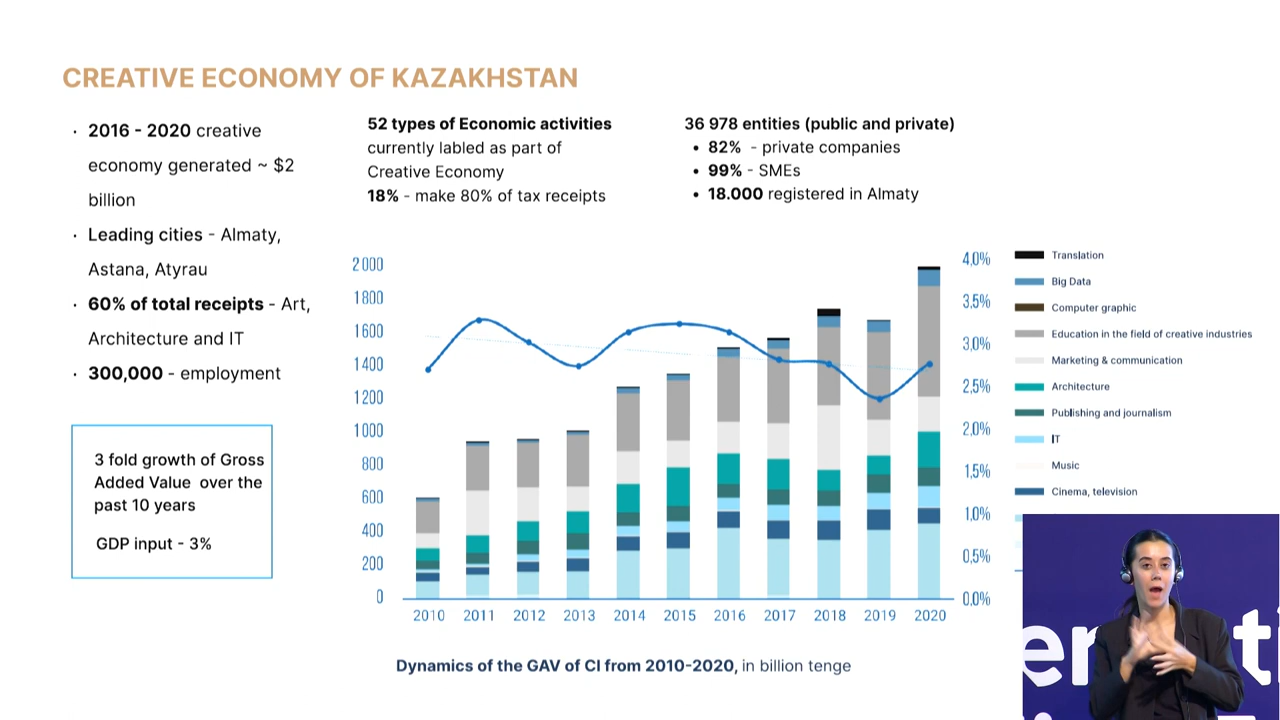 CREATIVE ECONOMY OF KAZAKHSTAN
· 2016 - 2020 creative
economy generated ~ $2
billion
· Leading cities - Almaty,
Astana, Atyrau
· 60% of total receipts - Art,
Architecture and IT
· 300,000 - employment
3 fold growth of Gross
Added Value over the
past 10 years
GDP input - 3%
52 types of Economic activities
currently labled as part of
Creative Economy
18% - make 80% of tax receipts
36 978 entities (public and private)
• 82% - private companies
• 99% - SMEs
• 18.000 registered in Almaty
2000
1800
1600
1400
1200
1000
800
600
400
200
0
4,0%
3,5%
3,0%
2,5%
2,0%
1,5%
1,0%
0,5%
0,0%
2010 2011 2012 2013 2014 2015 2016 2017 2018 2019 2020
Translation
Big Data
Computer graphic
Education in the field of creative industries
Marketing & communication
Architecture
Publishing and journalism
IT
Music
Cinema, television
Dynamics of the GAV of CI from 2010-2020, in billion tenge